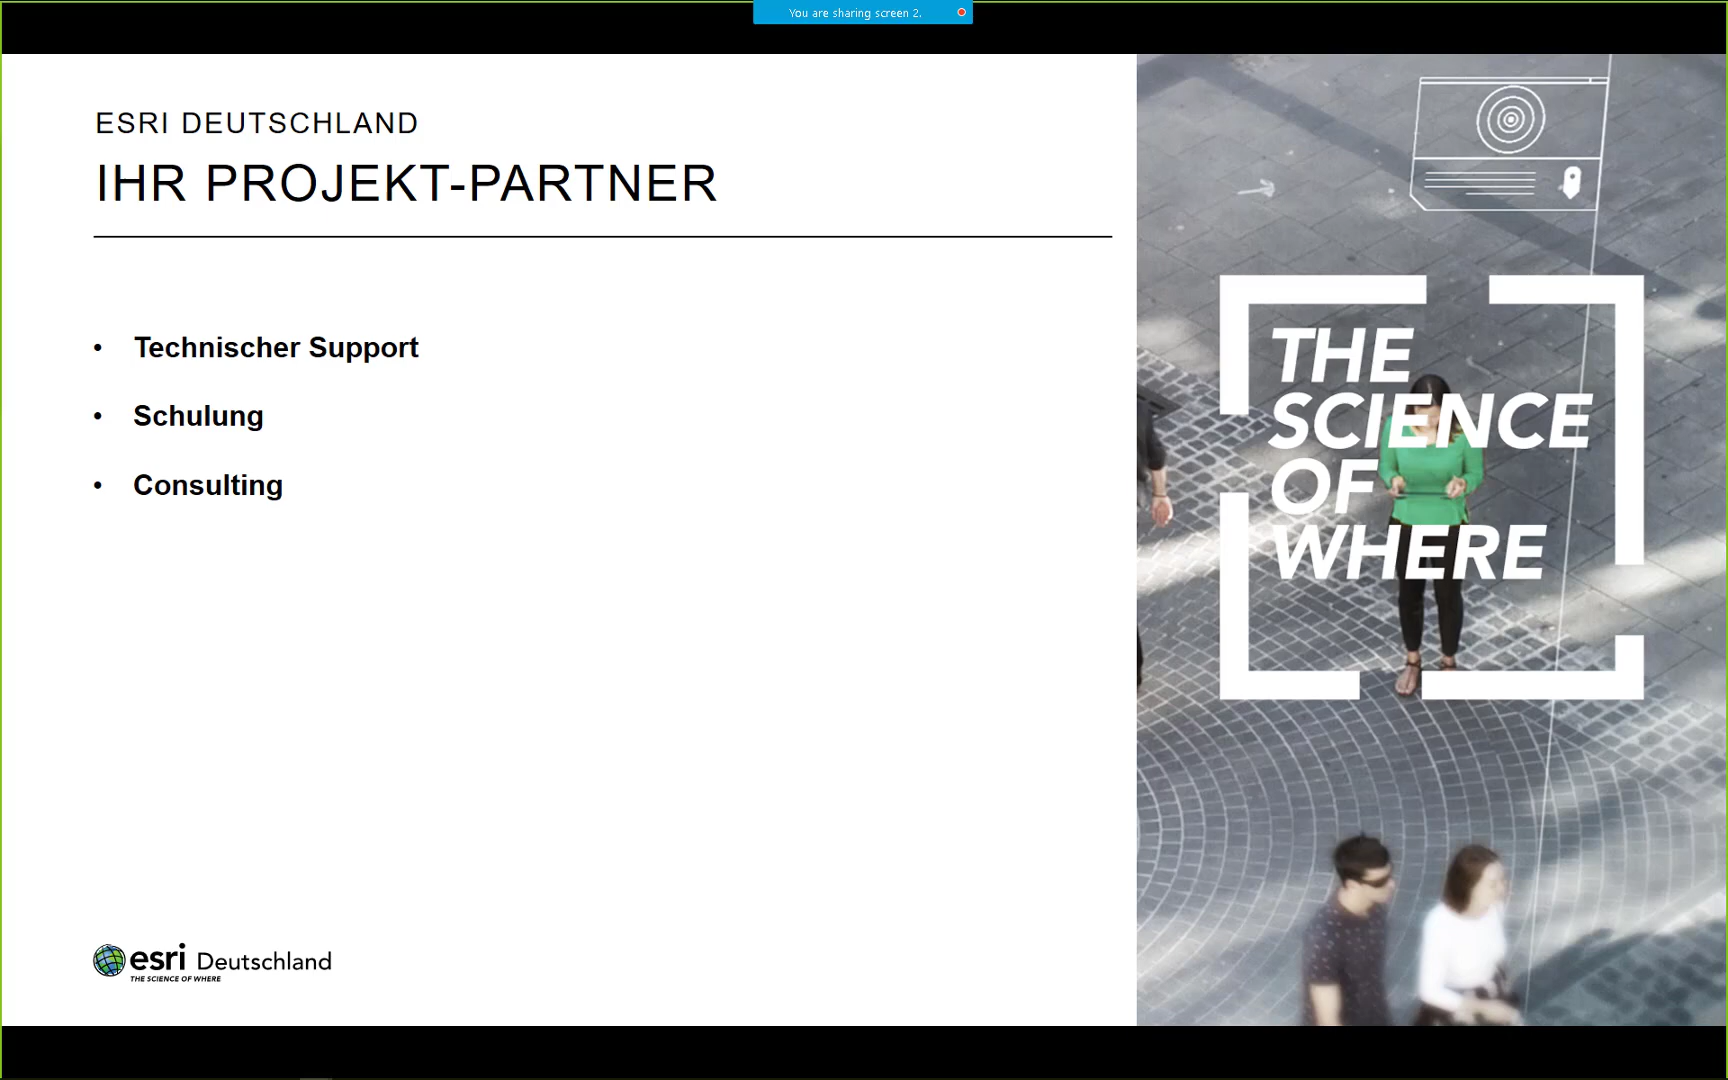 You are sharing screen 2.
ESRI DEUTSCHLAND
IHR PROJEKT-PARTNER
• Technischer Support
• Schulung
• Consulting
THE
SCIENCE
OF
WHERE
esri Deutschland
THE SCIENCE OF WHERE